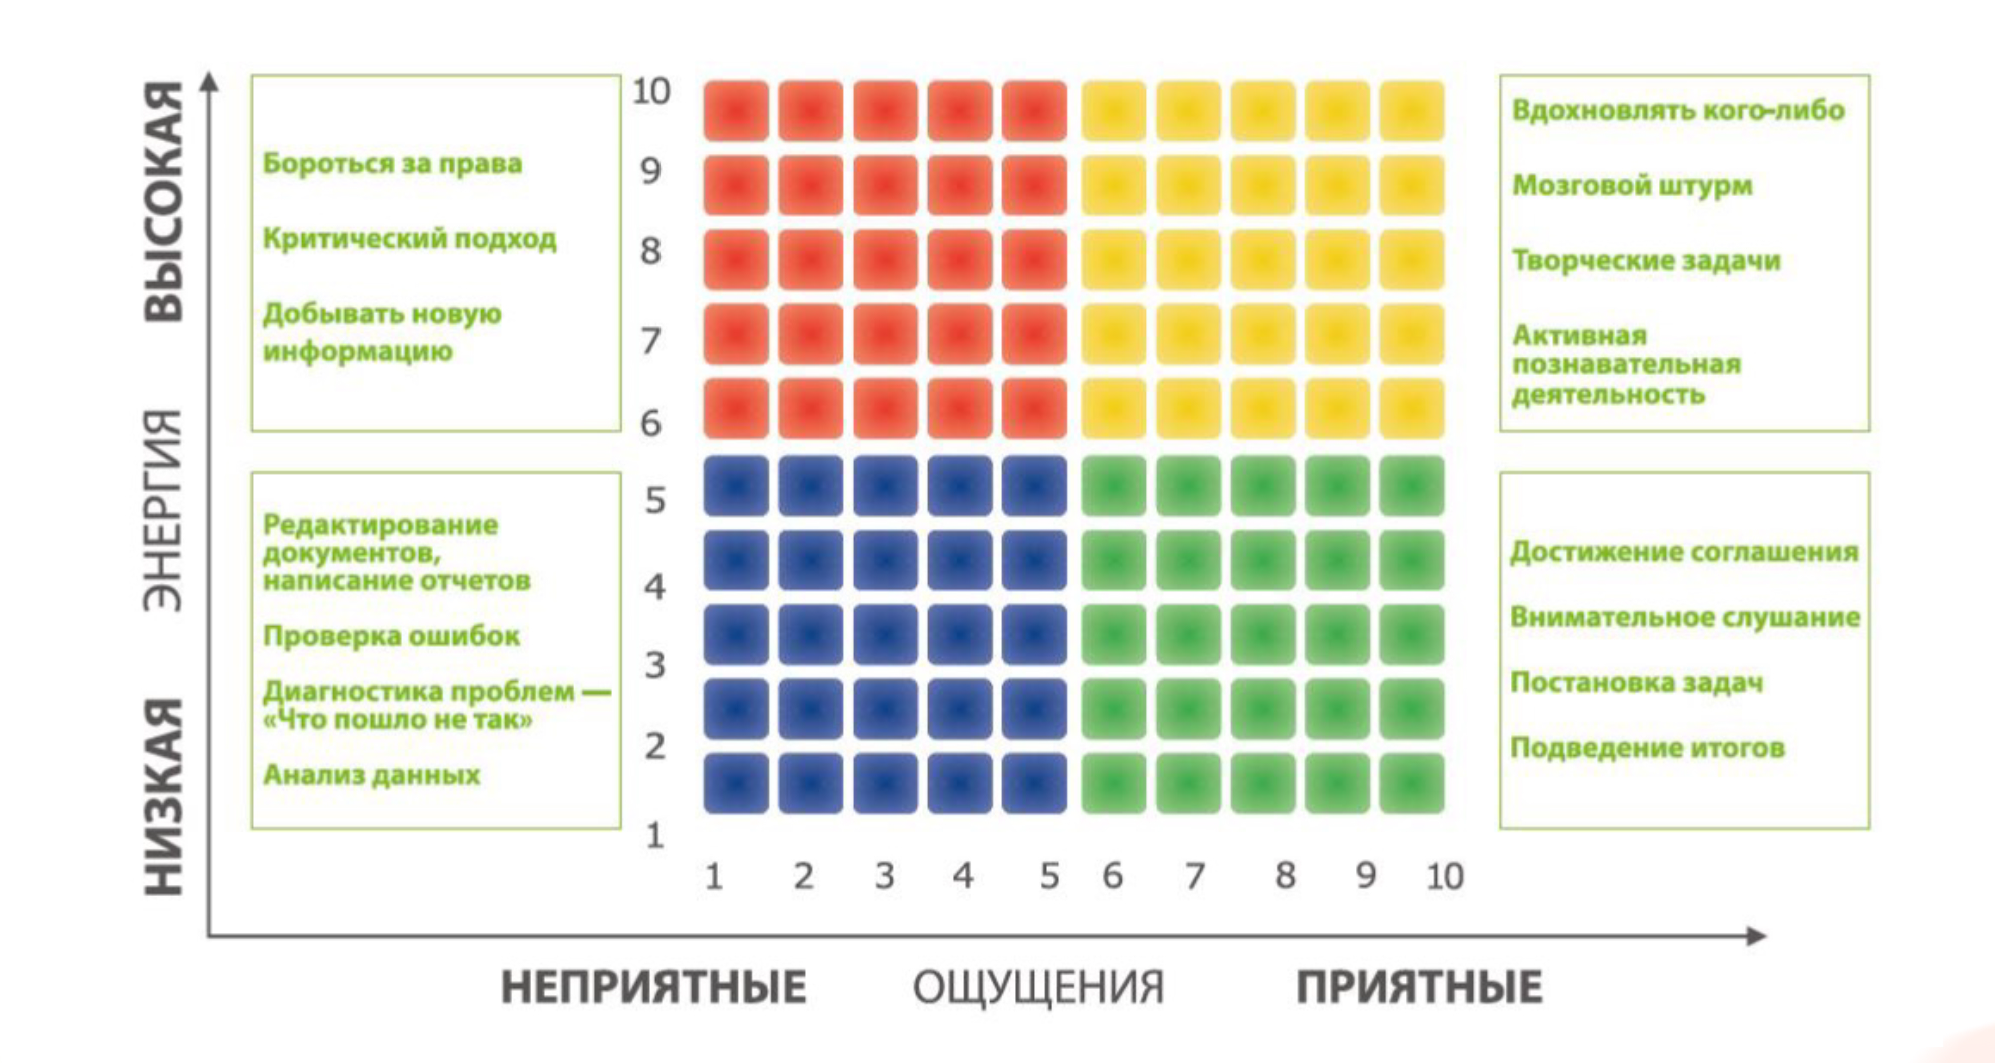 ВЫСОКАЯ
ЭНЕРГИЯ
НИЗКАЯ
Бороться за права
Критический подход
Добывать новую
информацию
Редактирование
документов,
написание отчетов
Проверка ошибок
Диагностика проблем —
«Что пошло не так»
Анализ данных
10
9
8
7
6
5
4
3
2
1
Вдохновлять кого-либо
Мозговой штурм
Творческие задачи
Активная
познавательная
деятельность
Достижение соглашения
Внимательное слушание
Постановка задач
Подведение итогов
1 2 3 4 5 6 7 8 9 10
НЕПРИЯТНЫЕ ОЩУЩЕНИЯ ПРИЯТНЫЕ